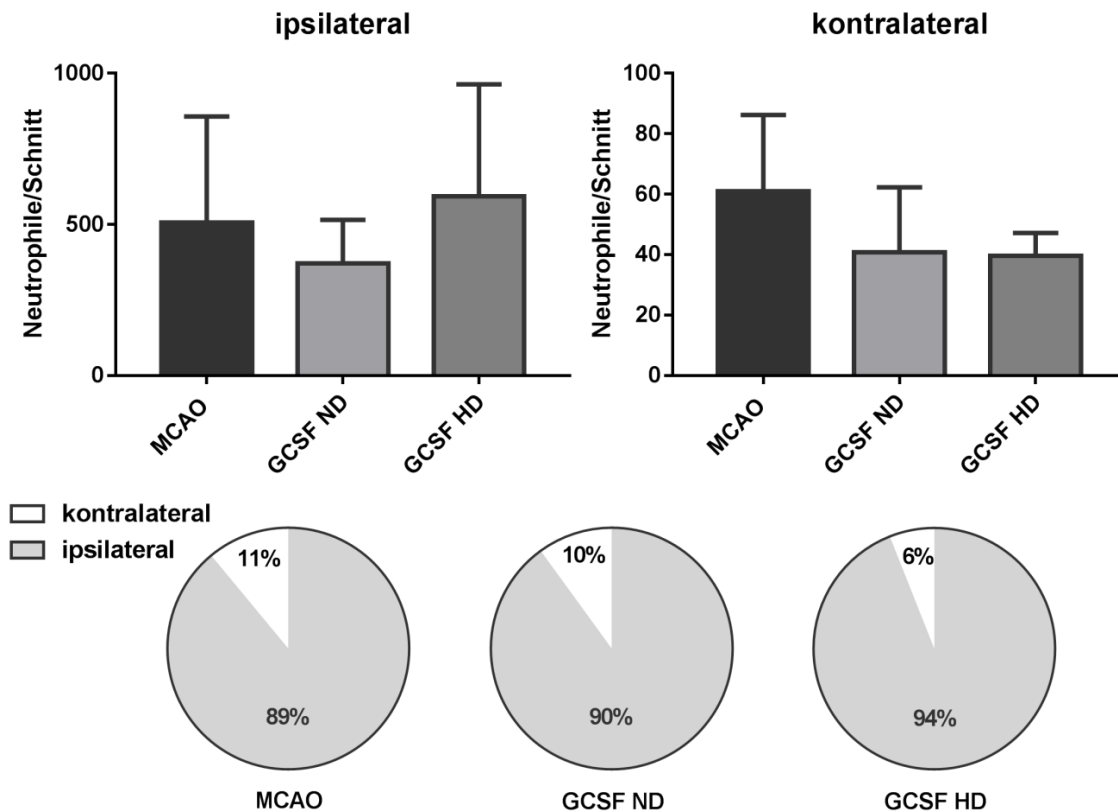 ipsilateral
Neutrophile/Schnitt
1000
500
0
MCAO
GCSF ND
GCSF HD
kontralateral
Neutrophile/Schnitt
100
80
60
40
20
0
MCAO
GCSF ND
GCSF HD
kontralateral
ipsilateral
11%
89%
MCAO
10%
90%
GCSF ND
6%
94%
GCSF HD